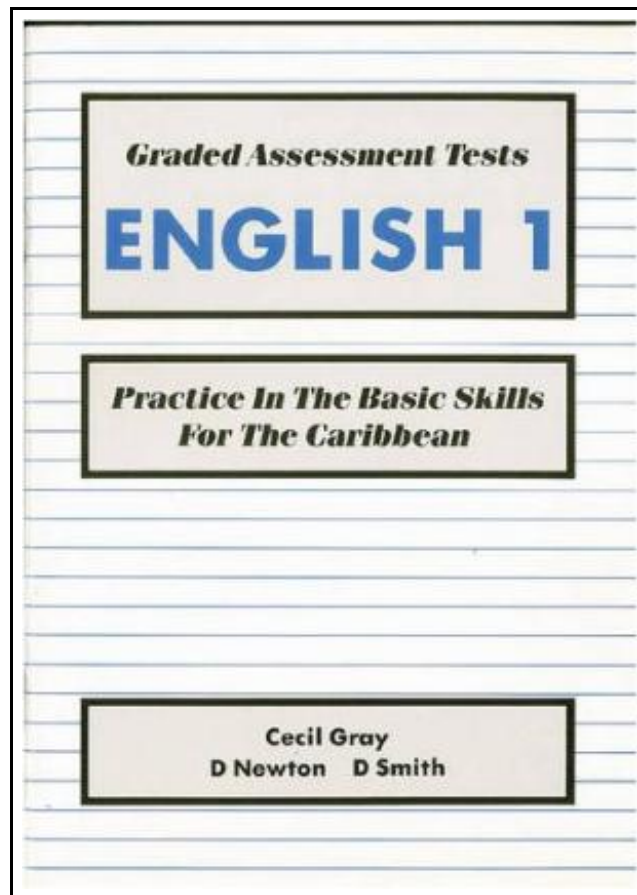 Graded Assessment Tests
ENGLISH 1
Practice In The Basic Skills
For The Caribbean
Cecil Gray
D Newton D Smith